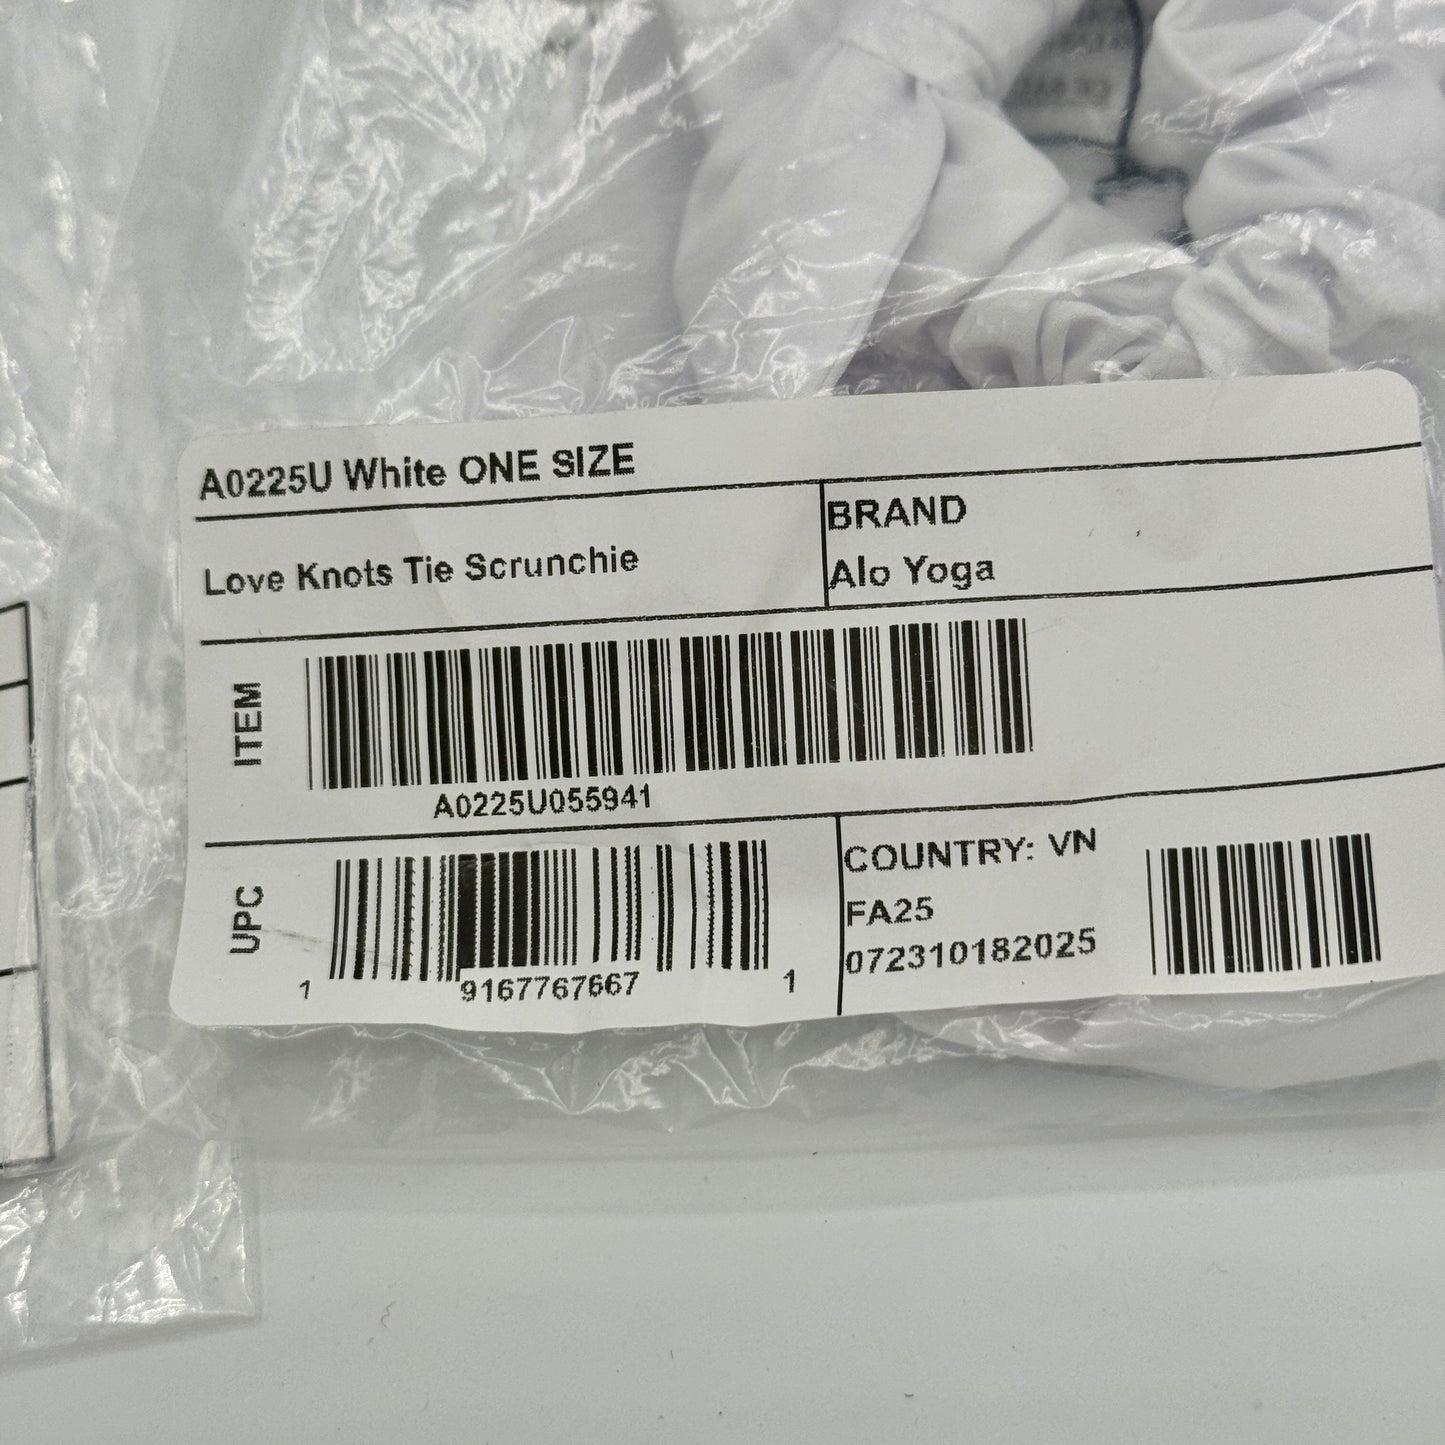 A0225U White ONE SIZE
Love Knots Tie Scrunchie
BRAND
Alo Yoga
ITEM
A0225U055941
UPC
1 9167767667 1
COUNTRY: VN
FA25
072310182025